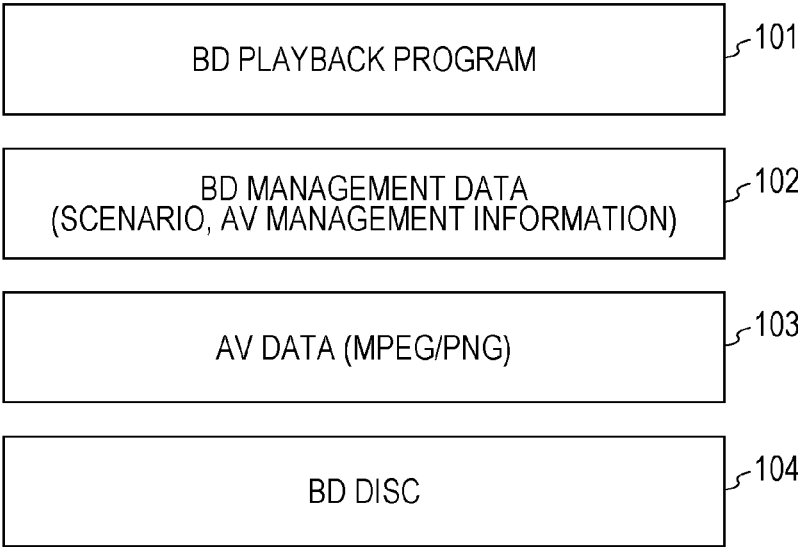 BD PLAYBACK PROGRAM
101
BD MANAGEMENT DATA
(SCENARIO, AV MANAGEMENT INFORMATION)
102
AV DATA (MPEG/PNG)
103
BD DISC
104